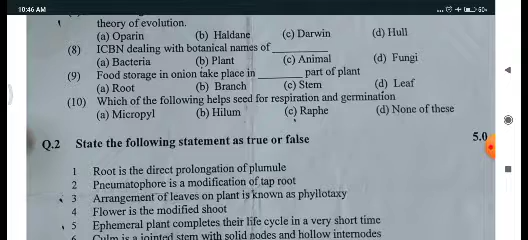 10:46 AM
theory of evolution.
(a) Oparin (b) Haldane (c) Darwin (d) Hull
(8) ICBN dealing with botanical names of ________
(a) Bacteria (b) Plant (c) Animal (d) Fungi
(9) Food storage in onion take place in ______ part of plant
(a) Root (b) Branch (c) Stem (d) Leaf
(10) Which of the following helps seed for respiration and germination
(a) Micropyl (b) Hilum (c) Raphe (d) None of these
Q.2 State the following statement as true or false 5.0
1 Root is the direct prolongation of plumule
2 Pneumatophore is a modification of tap root
3 Arrangement of leaves on plant is known as phyllotaxy
4 Flower is the modified shoot
5 Ephemeral plant completes their life cycle in a very short time
6 Culm is a jointed stem with solid nodes and hollow internodes